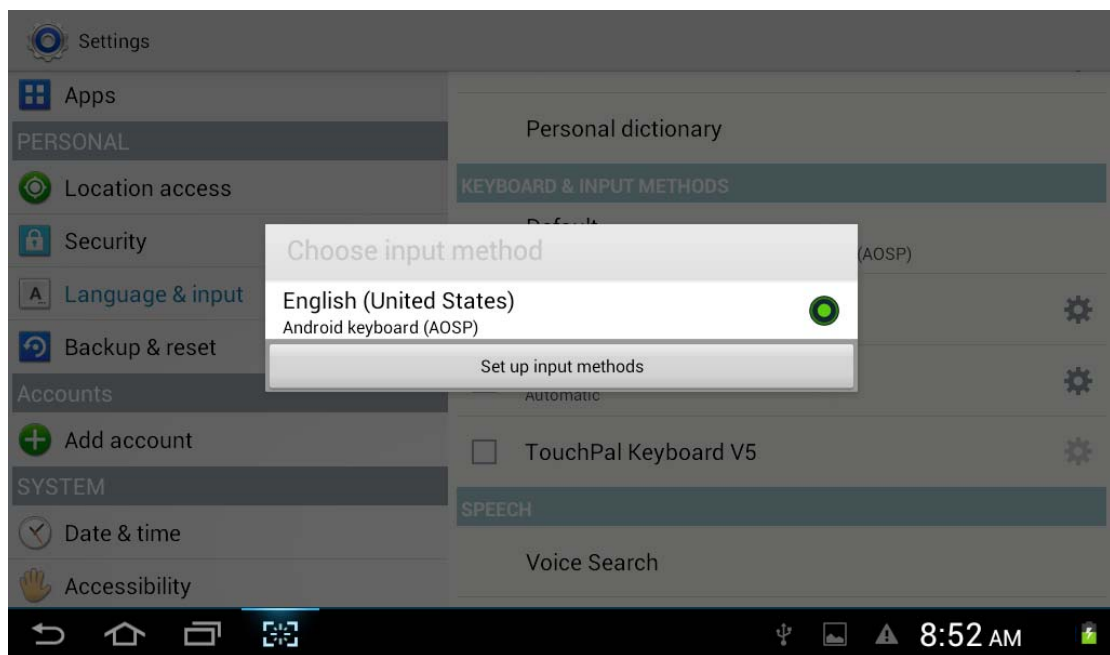 Settings
Apps
PERSONAL
Location access
Security
Language & input
Backup & reset
Accounts
Add account
SYSTEM
Date & time
Accessibility
Personal dictionary
KEYBOARD & INPUT METHODS
Default
(AOSP)
Choose input method
English (United States)
Android keyboard (AOSP)
Set up input methods
Automatic
TouchPal Keyboard V5
SPEECH
Voice Search
8:52 AM